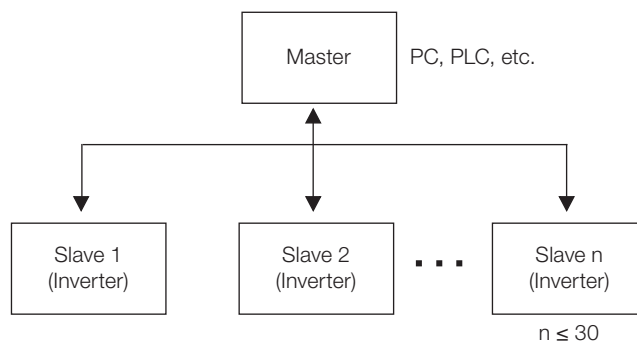 Master
PC, PLC, etc.
Slave 1
(Inverter)
Slave 2
(Inverter)
Slave n
(Inverter)
n ≤ 30